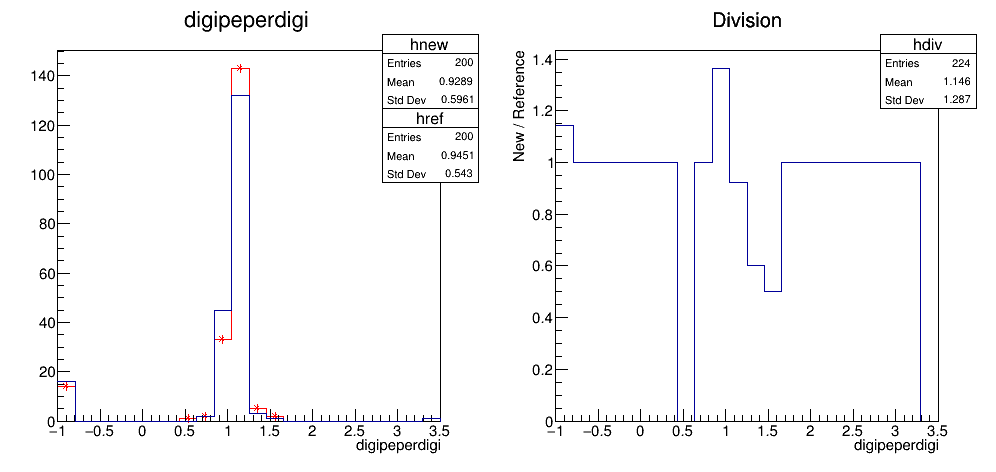 digipeperdigi
hnew
Entries 200
Mean 0.9289
Std Dev 0.5961
href
Entries 200
Mean 0.9451
Std Dev 0.543
140
120
100
80
60
40
20
0
−1 −0.5 0 0.5 1 1.5 2 2.5 3 3.5
digipeperdigi
Division
hdiv
Entries 224
Mean 1.146
Std Dev 1.287
New / Reference
1.4
1.2
1
0.8
0.6
0.4
0.2
0
−1 −0.5 0 0.5 1 1.5 2 2.5 3 3.5
digipeperdigi